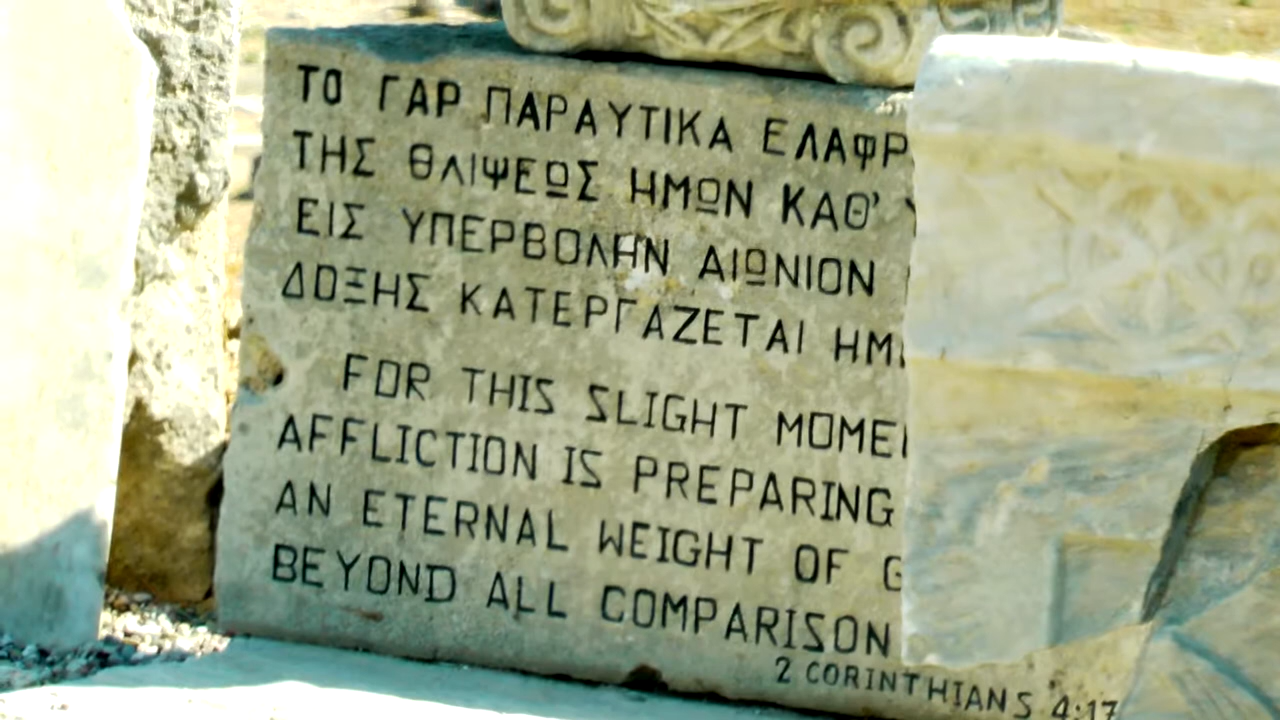 ΤΟ ΓΑΡ ΠΑΡΑΥΤΙΚΑ ΕΛΑΦΡ
ΤΗΣ ΘΛΙΨΕΩΣ ΗΜΩΝ ΚΑΘ'
ΕΙΣ ΥΠΕΡΒΟΛΗΝ ΑΙΩΝΙΟΝ
ΔΟΞΗΣ ΚΑΤΕΡΓΑΖΕΤΑΙ ΗΜ
FOR THIS SLIGHT MOME
AFFLICTION IS PREPARING
AN ETERNAL WEIGHT OF G
BEYOND ALL COMPARISON
2 CORINTHIANS 4:17